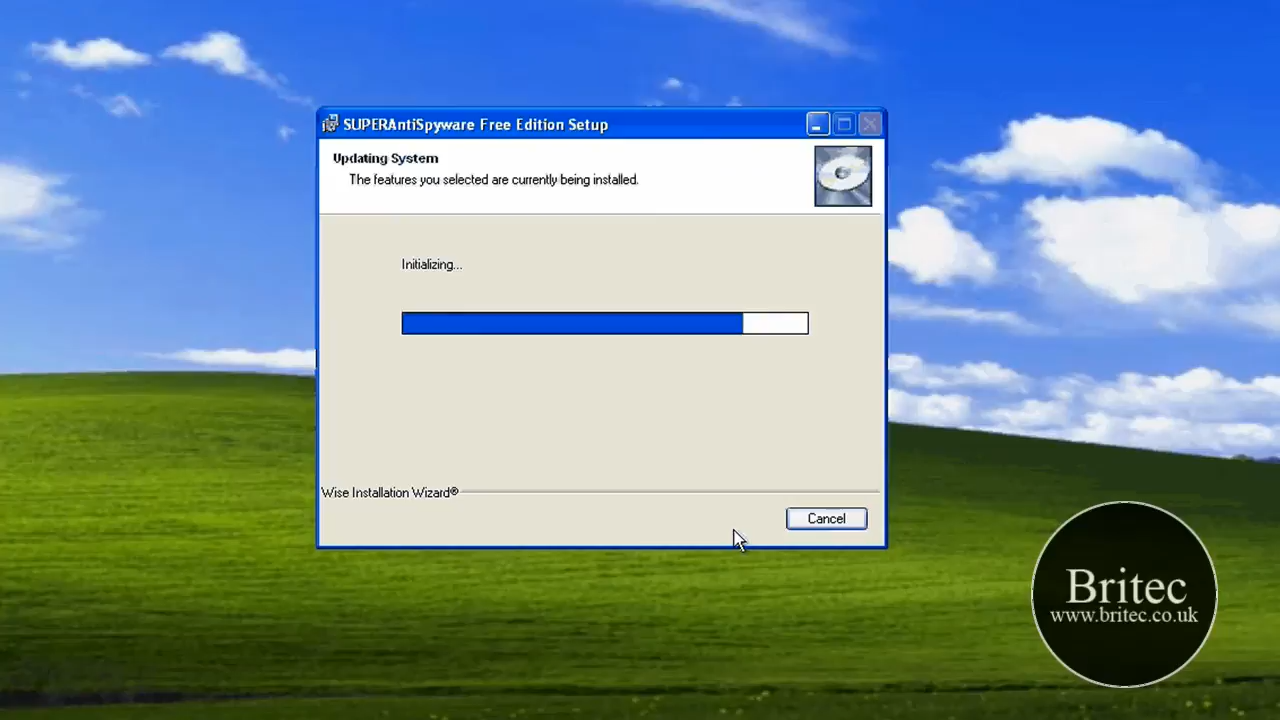 SUPERAntiSpyware Free Edition Setup
Updating System
The features you selected are currently being installed.
Initializing...
Wise Installation Wizard®
Cancel
Britec
www.britec.co.uk